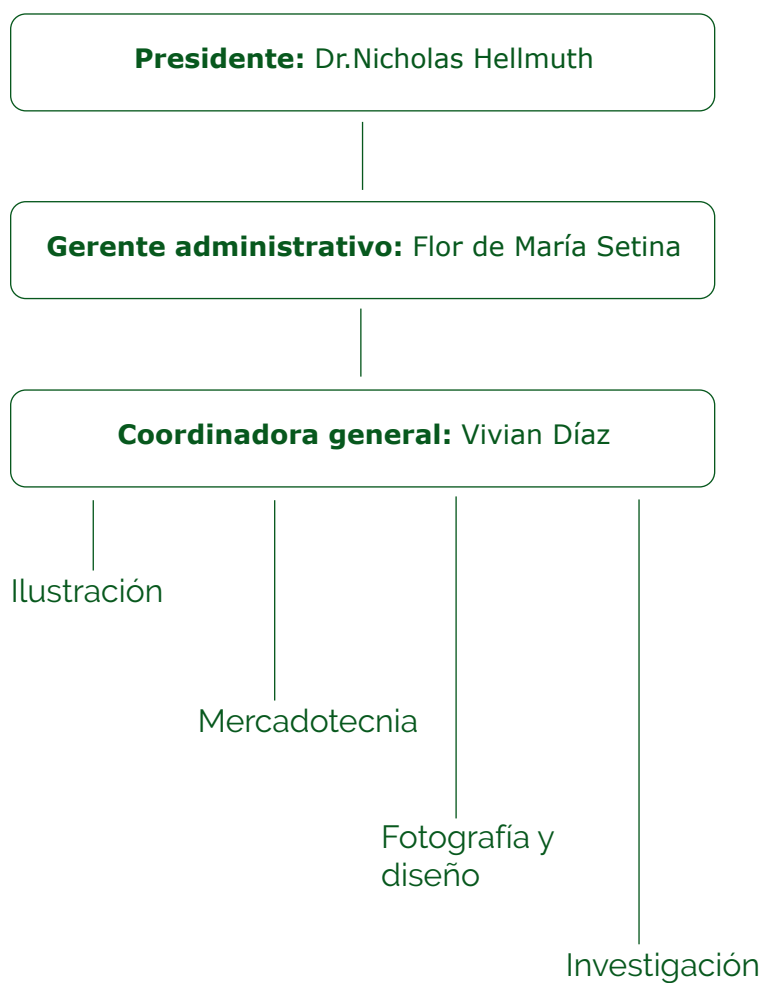 Presidente: Dr.Nicholas Hellmuth
Gerente administrativo: Flor de María Setina
Coordinadora general: Vivian Díaz
Ilustración
Mercadotecnia
Fotografía y
diseño
Investigación